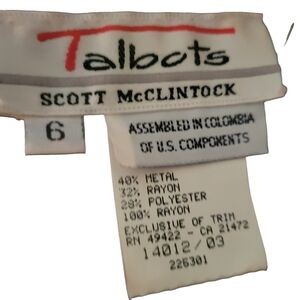 Talbots
SCOTT McCLINTOCK
6
ASSEMBLED IN COLOMBIA
OF U.S. COMPONENTS
40% METAL
32% RAYON
28% POLYESTER
100% RAYON
EXCLUSIVE OF TRIM
RN 49422 - CA 21472
14012/03
225301